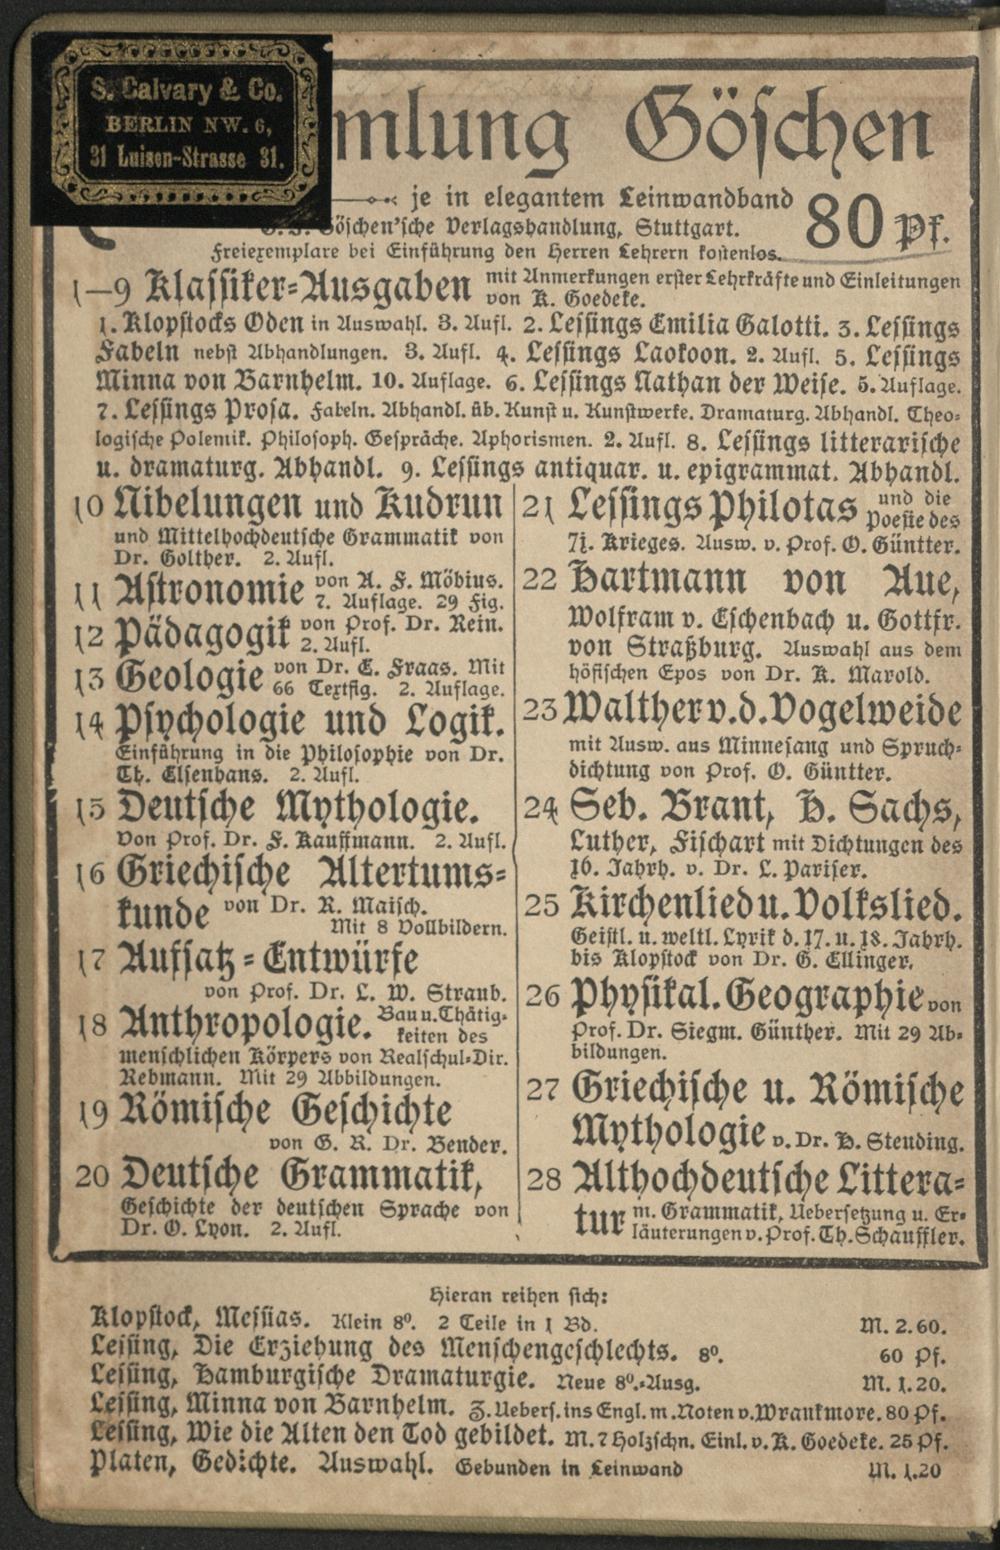 S. Calvary & Co.
BERLIN NW. 6,
31 Luisen-Strasse 31.
mlung Göschen
je in elegantem Leinwandband 80 Pf.
Göschen'sche Verlagshandlung, Stuttgart.
Freiexemplare bei Einführung den Herren Lehrern kostenlos.
1—9 Klassiker-Ausgaben mit Anmerkungen erster Lehrkräfte und Einleitungen
von K. Goedeke.
1. Klopstocks Oden in Auswahl. 3. Aufl. 2. Lessings Emilia Galotti. 3. Lessings
Fabeln nebst Abhandlungen. 3. Aufl. 4. Lessings Laokoon. 2. Aufl. 5. Lessings
Minna von Barnhelm. 10. Auflage. 6. Lessings Nathan der Weise. 5. Auflage.
7. Lessings Prosa. Fabeln. Abhandl. üb. Kunst u. Kunstwerke. Dramaturg. Abhandl. Theo-
logische Polemik. Philosoph. Gespräche. Aphorismen. 2. Aufl. 8. Lessings litterarische
u. dramaturg. Abhandl. 9. Lessings antiquar. u. epigrammat. Abhandl.
10 Nibelungen und Kudrun
und Mittelhochdeutsche Grammatik von
Dr. Golther. 2. Aufl.
11 Astronomie von A. F. Möbius.
7. Auflage. 29 Fig.
12 Pädagogik von Prof. Dr. Rein.
2. Aufl.
13 Geologie von Dr. E. Fraas. Mit
66 Textfig. 2. Auflage.
14 Psychologie und Logik.
Einführung in die Philosophie von Dr.
Th. Elsenhans. 2. Aufl.
15 Deutsche Mythologie.
Von Prof. Dr. F. Kauffmann. 2. Aufl.
16 Griechische Altertums-
kunde von Dr. R. Maisch.
Mit 8 Vollbildern.
17 Aufsatz-Entwürfe
von Prof. Dr. L. W. Straub.
18 Anthropologie. Bau u. Thätig-
keiten des
menschlichen Körpers von Realschul-Dir.
Rebmann. Mit 29 Abbildungen.
19 Römische Geschichte
von G. R. Dr. Bender.
20 Deutsche Grammatik,
Geschichte der deutschen Sprache von
Dr. O. Lyon. 2. Aufl.
21 Lessings Philotas und die
Poesie des
7j. Krieges. Ausw. v. Prof. O. Güntter.
22 Hartmann von Aue,
Wolfram v. Eschenbach u. Gottfr.
von Straßburg. Auswahl aus dem
höfischen Epos von Dr. K. Marold.
23 Walther v. d. Vogelweide
mit Ausw. aus Minnesang und Spruch-
dichtung von Prof. O. Güntter.
24 Seb. Brant, H. Sachs,
Luther, Fischart mit Dichtungen des
16. Jahrh. v. Dr. L. Pariser.
25 Kirchenlied u. Volkslied.
Geistl. u. weltl. Lyrik d. 17. u. 18. Jahrh.
bis Klopstock von Dr. G. Ellinger.
26 Physikal. Geographie von
Prof. Dr. Siegm. Günther. Mit 29 Ab-
bildungen.
27 Griechische u. Römische
Mythologie v. Dr. H. Steuding.
28 Althochdeutsche Littera-
tur m. Grammatik, Uebersetzung u. Er-
läuterungen v. Prof. Th. Schauffler.
Hieran reihen sich:
Klopstock, Messias. Klein 8º. 2 Teile in 1 Bd. M. 2.60.
Lessing, Die Erziehung des Menschengeschlechts. 8º. 60 Pf.
Lessing, Hamburgische Dramaturgie. Neue 8º.-Ausg. M. 1.20.
Lessing, Minna von Barnhelm. Z. Uebers. ins Engl. m. Noten v. Wrankmore. 80 Pf.
Lessing, Wie die Alten den Tod gebildet. M. 7 Holzschn. Einl. v. K. Goedeke. 25 Pf.
Platen, Gedichte. Auswahl. Gebunden in Leinwand M. 1.20